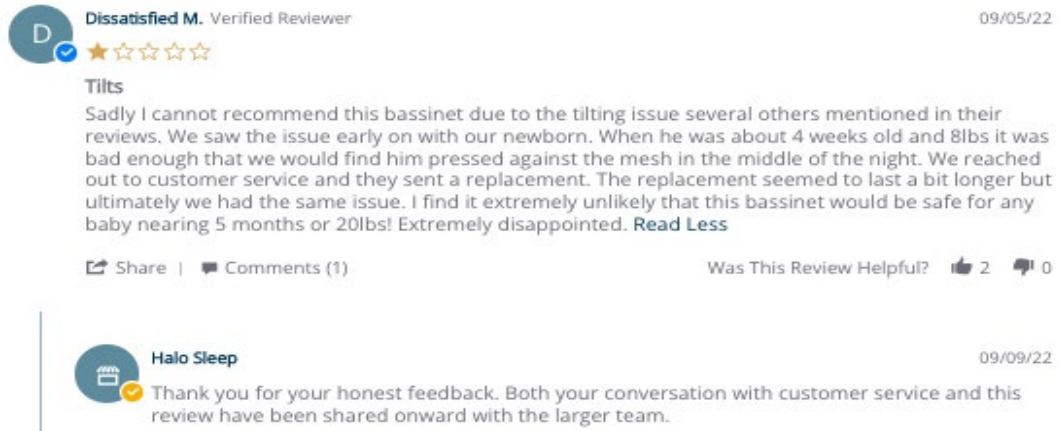 D
Dissatisfied M. Verified Reviewer 09/05/22
Tilts
Sadly I cannot recommend this bassinet due to the tilting issue several others mentioned in their
reviews. We saw the issue early on with our newborn. When he was about 4 weeks old and 8lbs it was
bad enough that we would find him pressed against the mesh in the middle of the night. We reached
out to customer service and they sent a replacement. The replacement seemed to last a bit longer but
ultimately we had the same issue. I find it extremely unlikely that this bassinet would be safe for any
baby nearing 5 months or 20lbs! Extremely disappointed. Read Less
Share | Comments (1) Was This Review Helpful? 2 0
Halo Sleep 09/09/22
Thank you for your honest feedback. Both your conversation with customer service and this
review have been shared onward with the larger team.